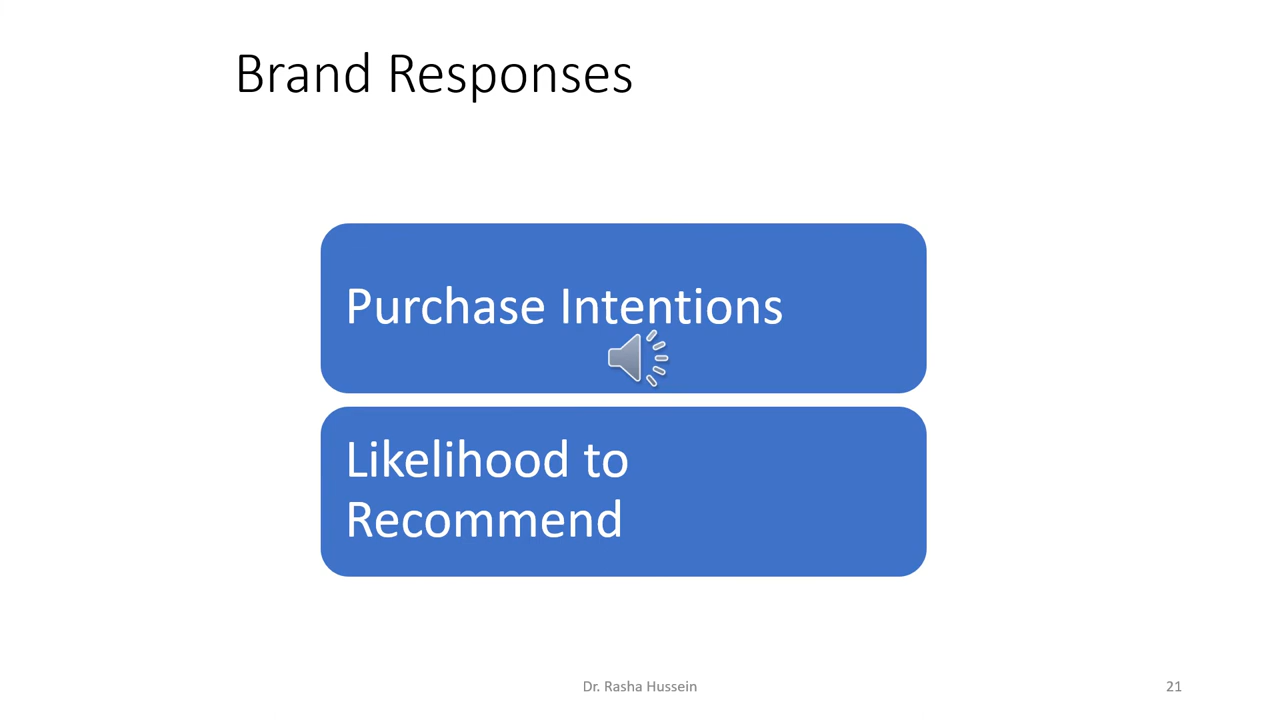 Brand Responses
Purchase Intentions
Likelihood to
Recommend
Dr. Rasha Hussein
21